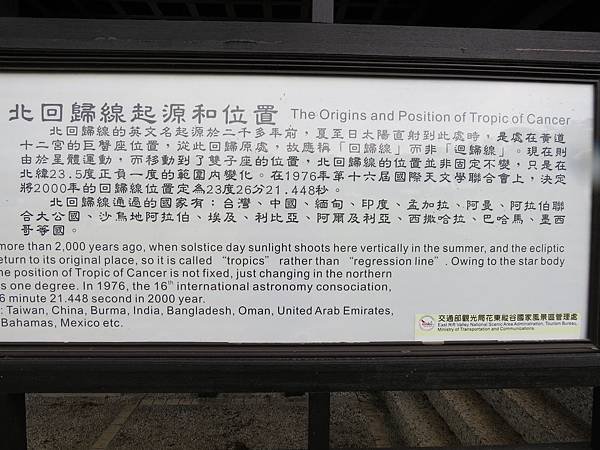 北回歸線起源和位置 The Origins and Position of Tropic of Cancer
北回歸線的英文名起源於二千多年前，夏至日太陽直射到此處時，是處在黃道
十二宮的巨蟹座位置，從此回歸原處，故應稱「回歸線」而非「迴歸線」。現在則
由於星體運動，而移動到了雙子座的位置，北回歸線的位置並非固定不變，只是在
北緯23.5度正負一度的範圍內變化。在1976年第十六屆國際天文學聯合會上，決定
將2000年的回歸線位置定為23度26分21.448秒。
北回歸線通過的國家有：台灣、中國、緬甸、印度、孟加拉、阿曼、阿拉伯聯
合大公國、沙烏地阿拉伯、埃及、利比亞、阿爾及利亞、西撒哈拉、巴哈馬、墨西
哥等國。
more than 2,000 years ago, when solstice day sunlight shoots here vertically in the summer, and the ecliptic
eturn to its original place, so it is called “tropics” rather than “regression line”. Owing to the star body
he position of Tropic of Cancer is not fixed, just changing in the northern
s one degree. In 1976, the 16th international astronomy consociation,
6 minute 21.448 second in 2000 year.
: Taiwan, China, Burma, India, Bangladesh, Oman, United Arab Emirates,
Bahamas, Mexico etc.
交通部觀光局花東縱谷國家風景區管理處
East Rift Valley National Scenic Area Administration, Tourism Bureau,
Ministry of Transportation and Communications